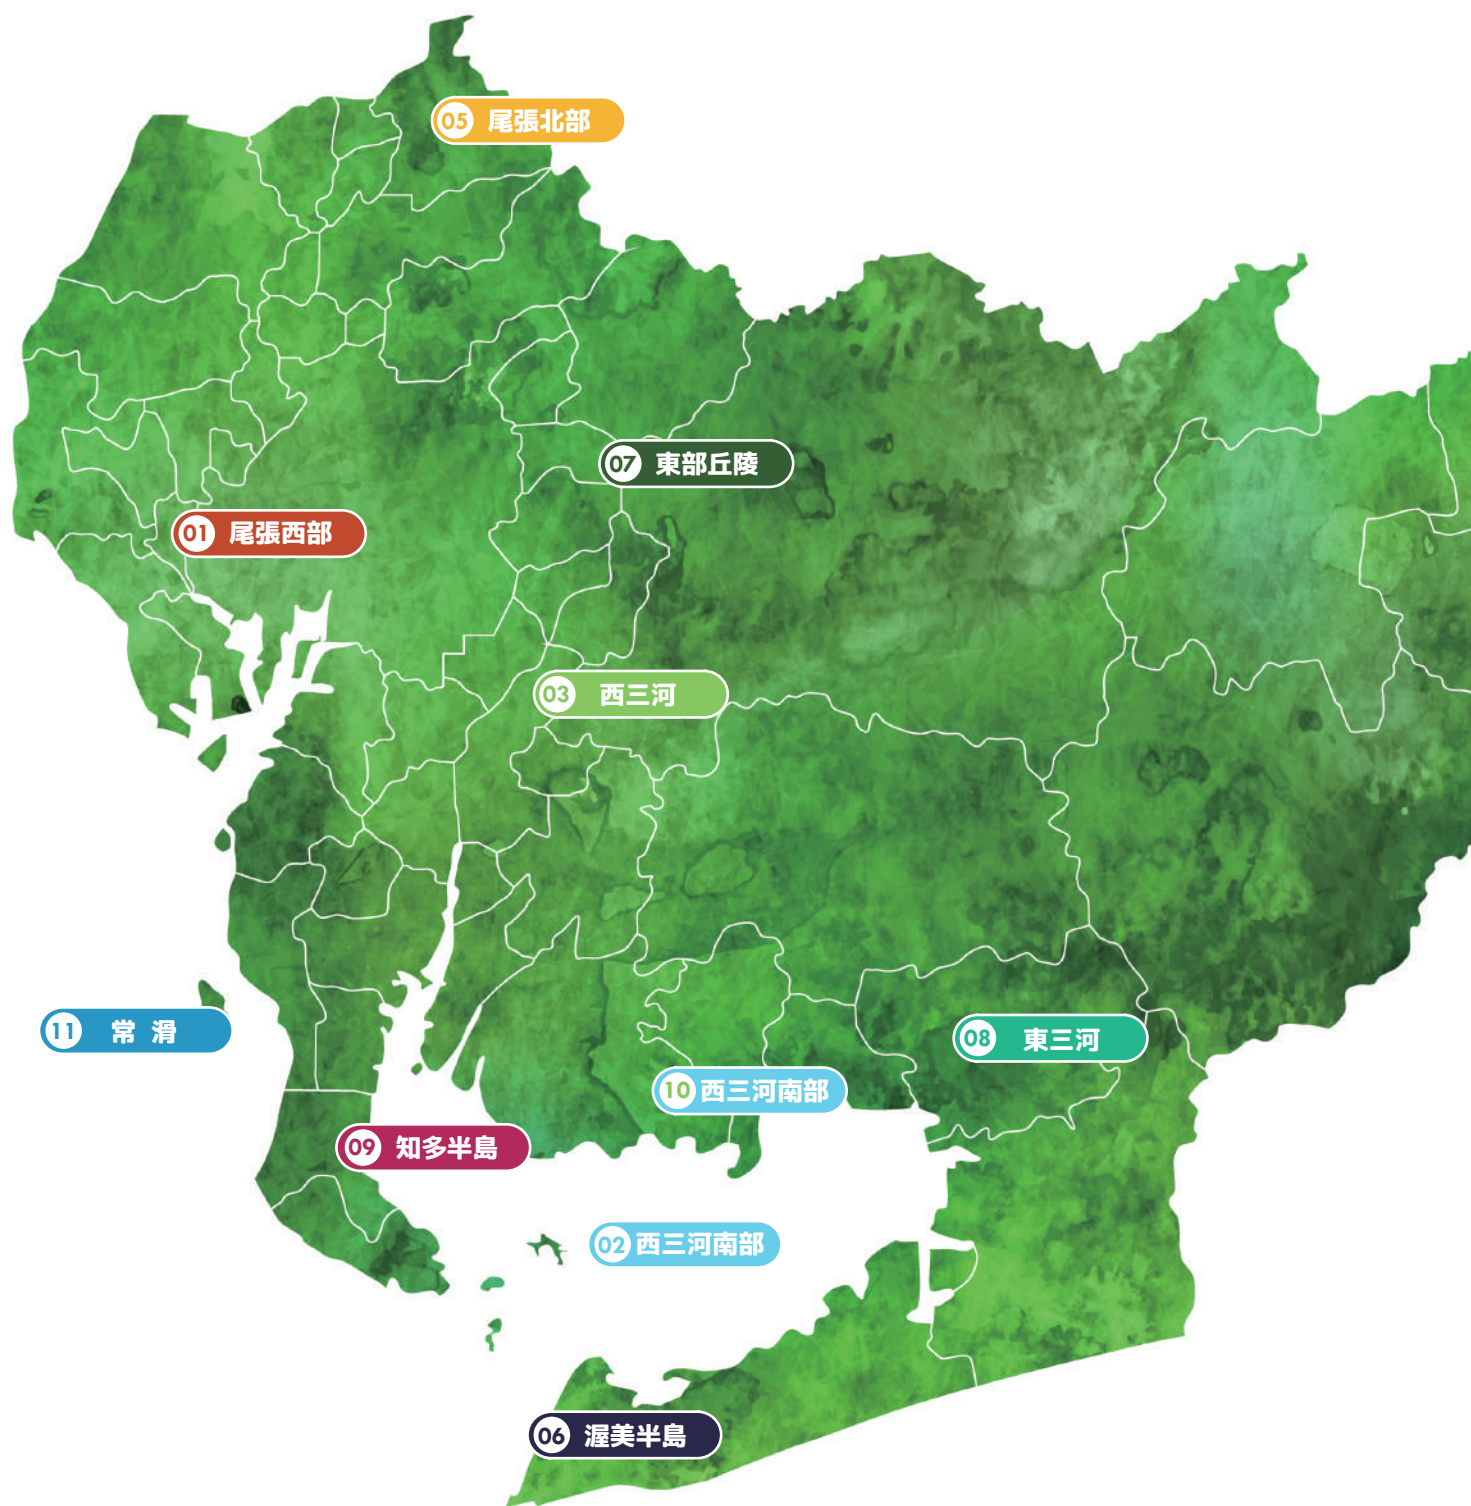 05 尾張北部
07 東部丘陵
01 尾張西部
03 西三河
11 常滑
08 東三河
10 西三河南部
09 知多半島
02 西三河南部
06 渥美半島